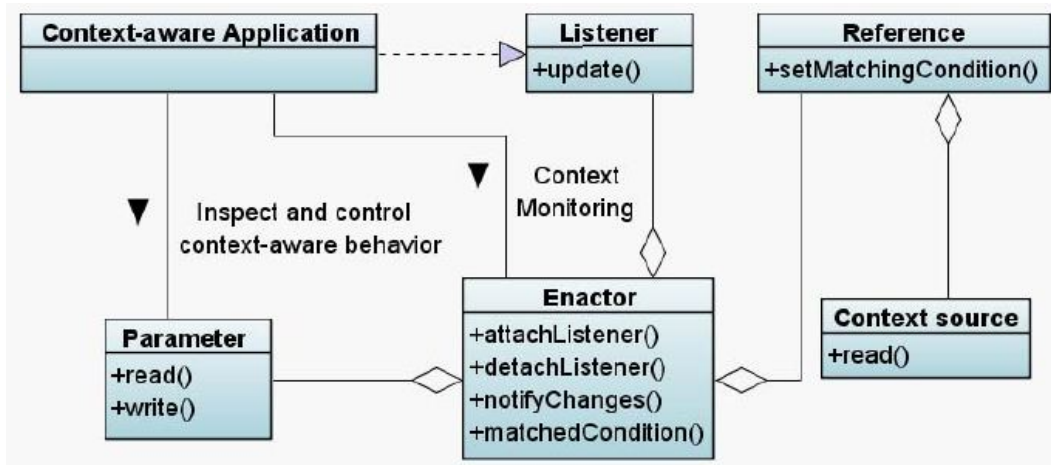 Context-aware Application
Listener
+update()
Reference
+setMatchingCondition()
Inspect and control
context-aware behavior
Context
Monitoring
Parameter
+read()
+write()
Enactor
+attachListener()
+detachListener()
+notifyChanges()
+matchedCondition()
Context source
+read()